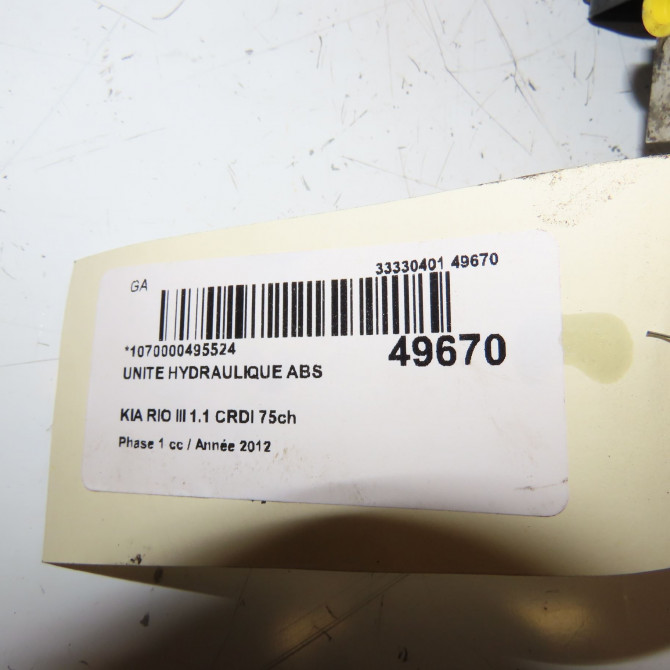 GA
33330401 49670
*1070000495524
49670
UNITE HYDRAULIQUE ABS
KIA RIO III 1.1 CRDI 75ch
Phase 1 cc / Année 2012